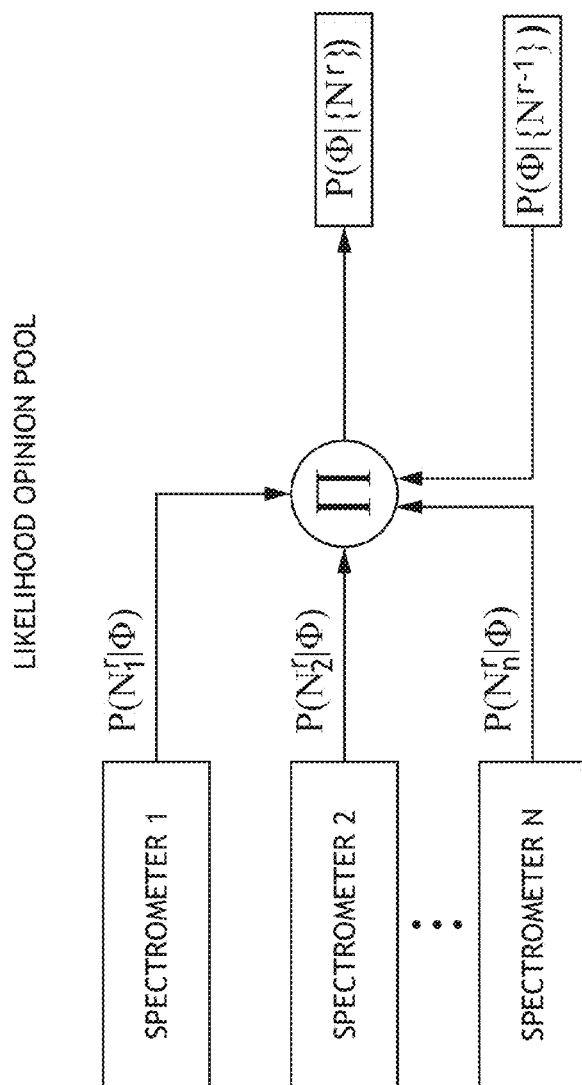 LIKELIHOOD OPINION POOL
SPECTROMETER 1
P(N₁ʳ|Φ)
SPECTROMETER 2
P(N₂ʳ|Φ)
∏
P(Φ|{Nʳ})
•••
SPECTROMETER N
P(Nₙʳ|Φ)
P(Φ|{Nʳ⁻¹})